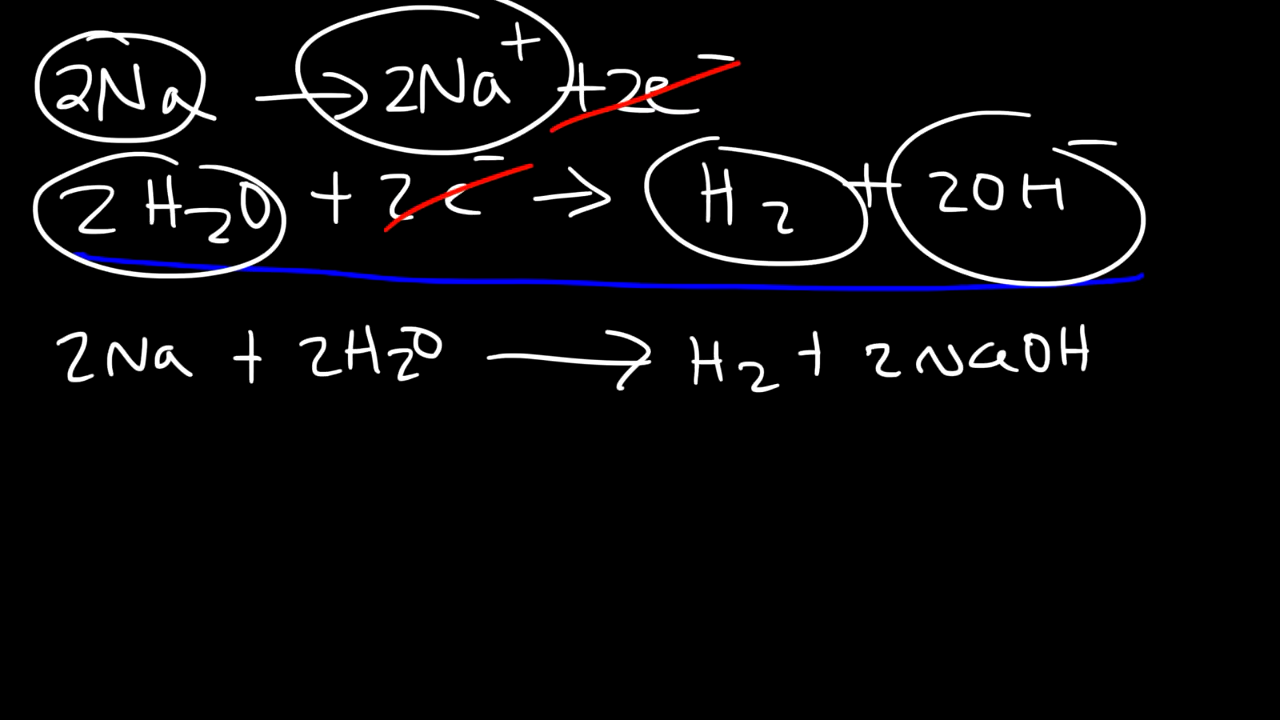 2Na → 2Na⁺ + 2e⁻
2H₂O + 2e⁻ → H₂ + 2OH⁻
2Na + 2H₂O → H₂ + 2NaOH